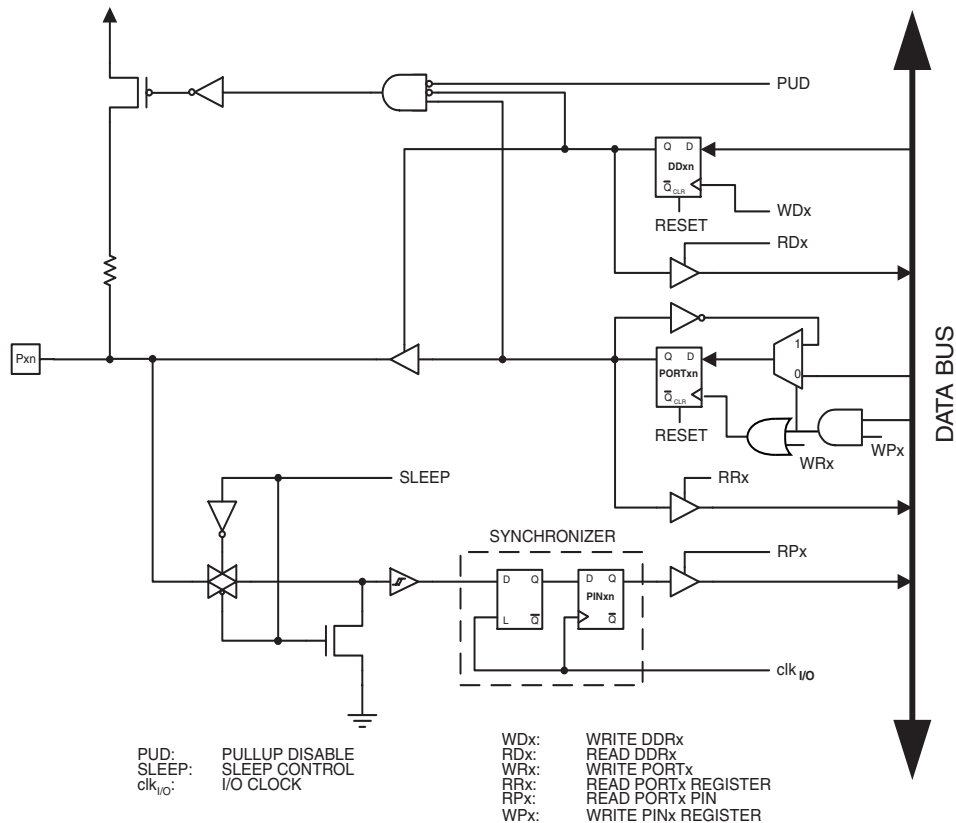 PUD
Q D
DDxn
Q CLR
WDx
RESET
RDx
Pxn
1
Q D
PORTxn
0
Q CLR
RESET
WRx
WPx
DATA BUS
SLEEP
RRx
SYNCHRONIZER
RPx
D Q
D Q
PINxn
L Q
Q
clk I/O
PUD: PULLUP DISABLE
SLEEP: SLEEP CONTROL
clkI/O: I/O CLOCK
WDx: WRITE DDRx
RDx: READ DDRx
WRx: WRITE PORTx
RRx: READ PORTx REGISTER
RPx: READ PORTx PIN
WPx: WRITE PINx REGISTER